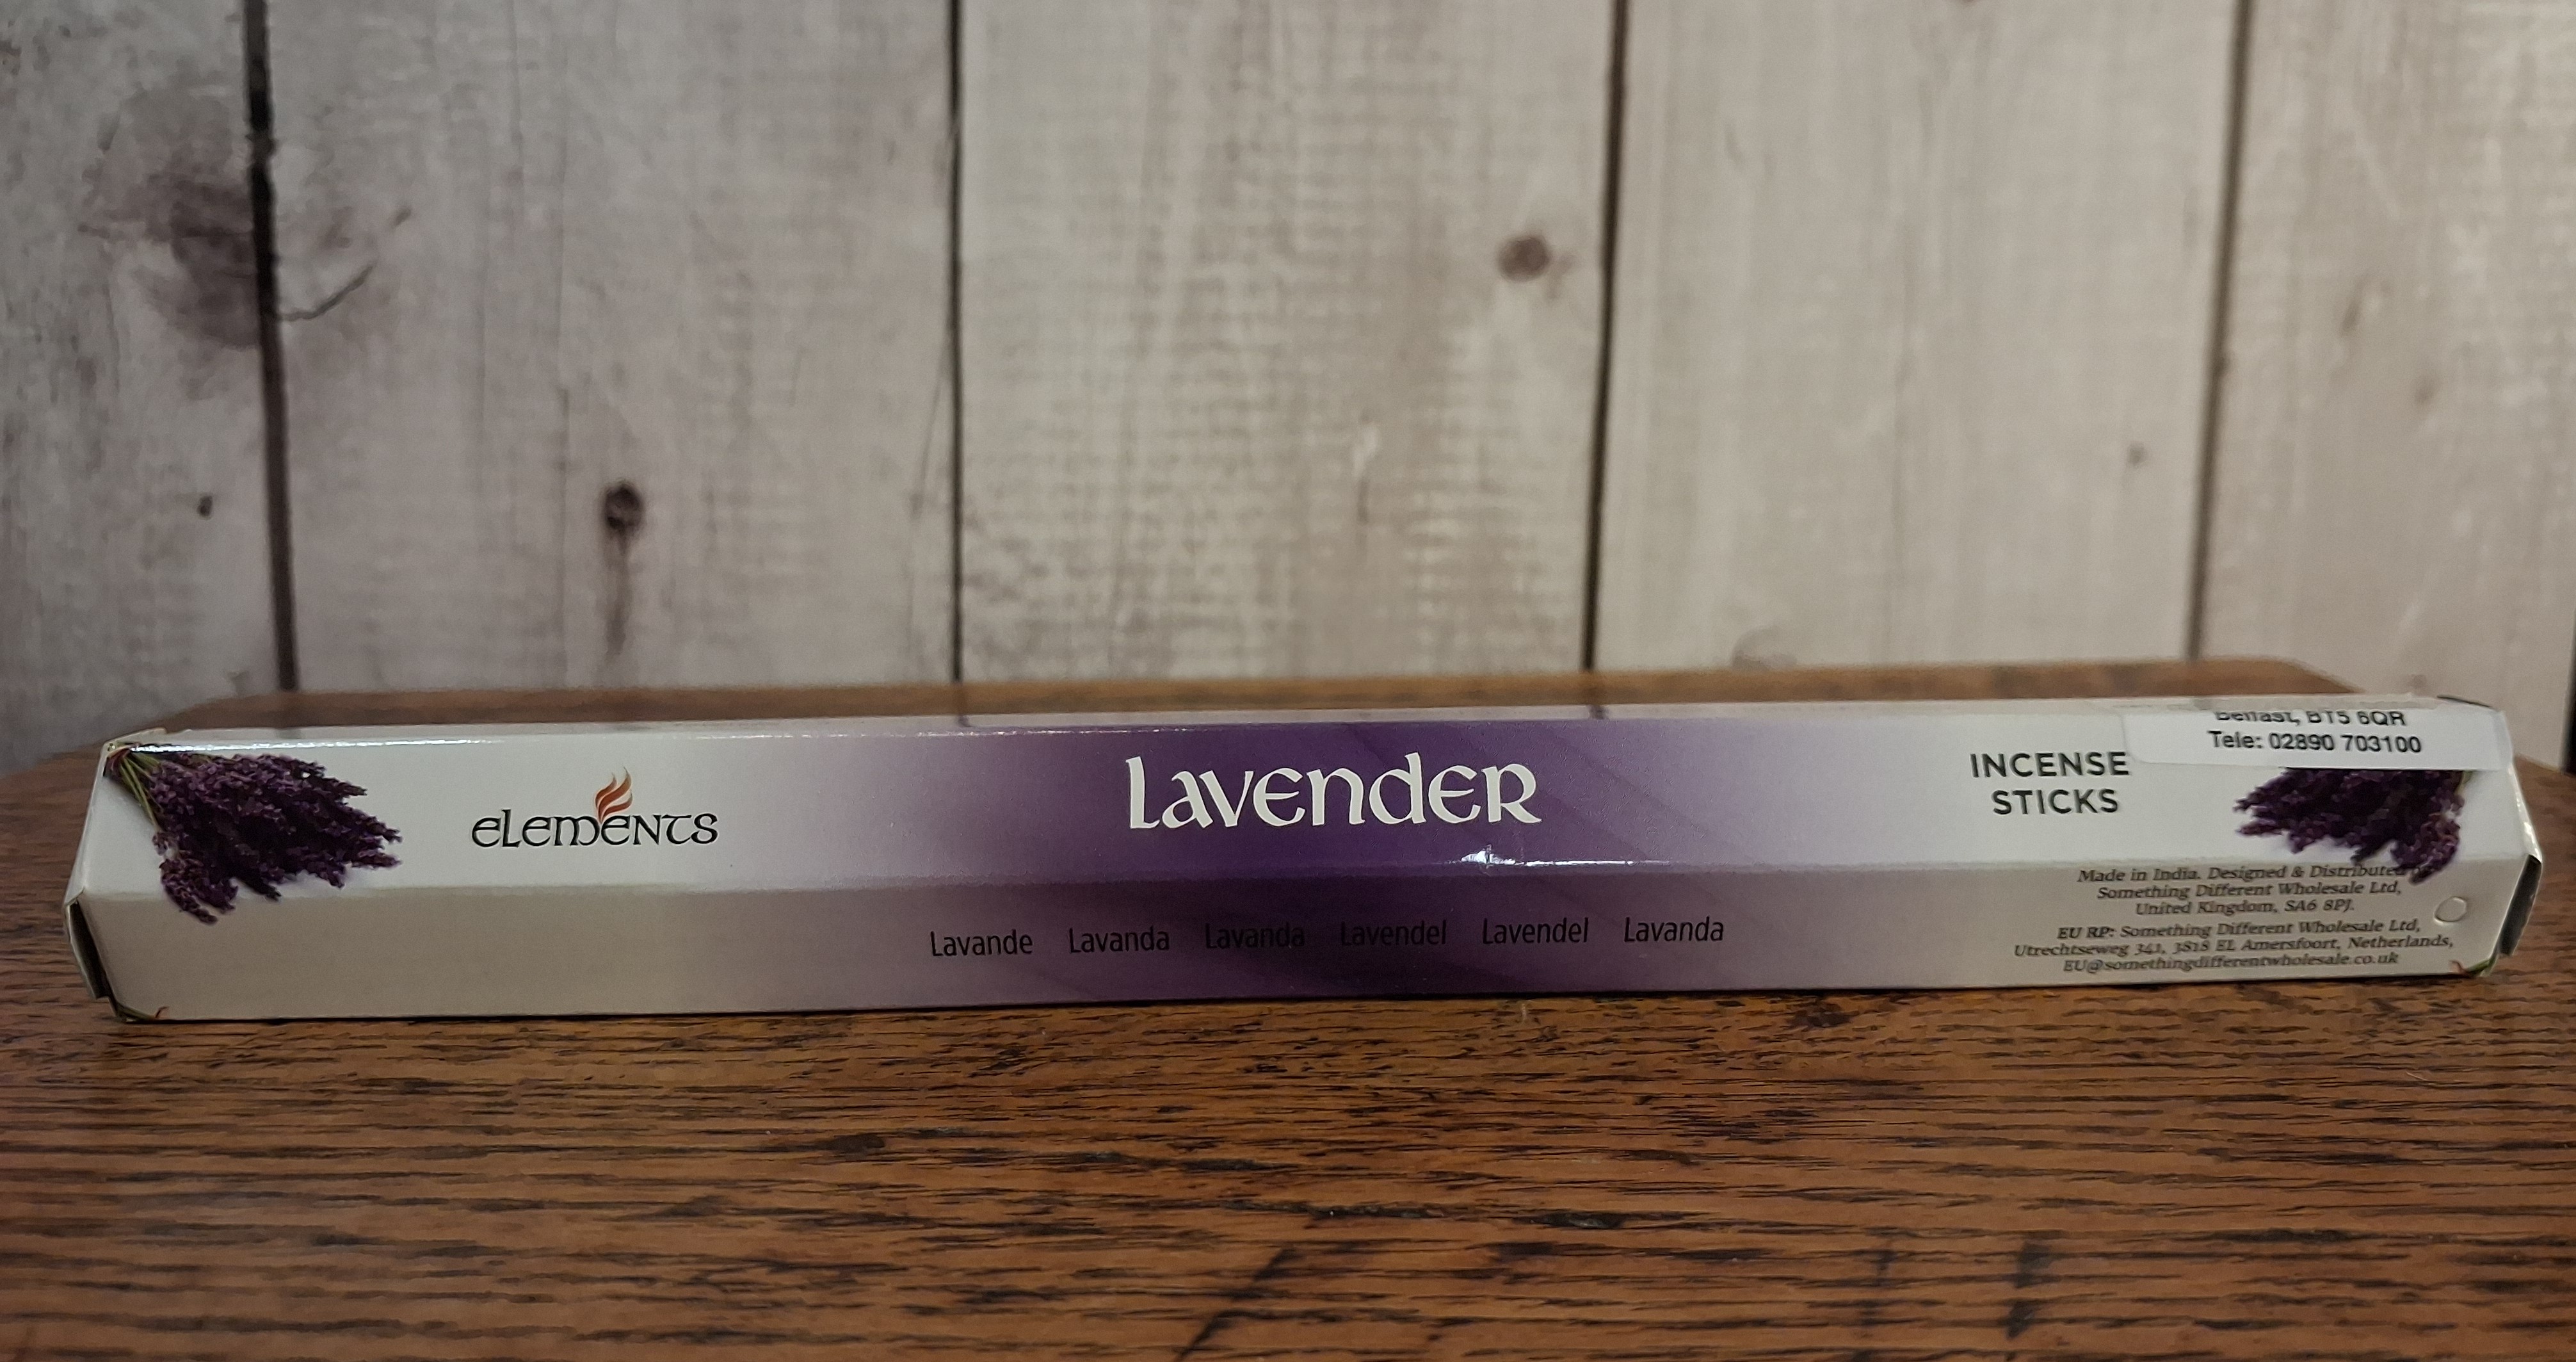 elements
Lavender
INCENSE
STICKS
Belfast, BT5 6QR
Tele: 02890 703100
Lavande Lavanda Lavanda Lavendel Lavendel Lavanda
Made in India. Designed & Distributed
Something Different Wholesale Ltd,
United Kingdom, SA6 8PJ.
EU RP: Something Different Wholesale Ltd,
Utrechtseweg 341, 3818 EL Amersfoort, Netherlands,
EU@somethingdifferentwholesale.co.uk